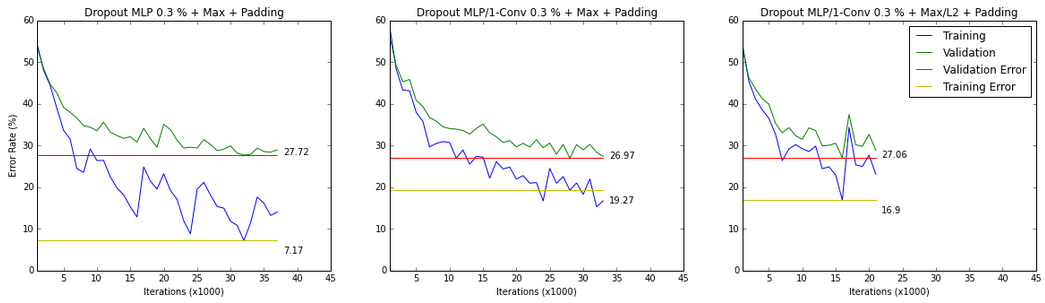 Dropout MLP 0.3 % + Max + Padding
Error Rate (%)
60
50
40
30
20
10
0
27.72
7.17
5 10 15 20 25 30 35 40 45
Iterations (x1000)
Dropout MLP/1-Conv 0.3 % + Max + Padding
60
50
40
30
20
10
0
26.97
19.27
5 10 15 20 25 30 35 40 45
Iterations (x1000)
Dropout MLP/1-Conv 0.3 % + Max/L2 + Padding
Training
Validation
Validation Error
Training Error
60
50
40
30
20
10
0
27.06
16.9
5 10 15 20 25 30 35 40 45
Iterations (x1000)